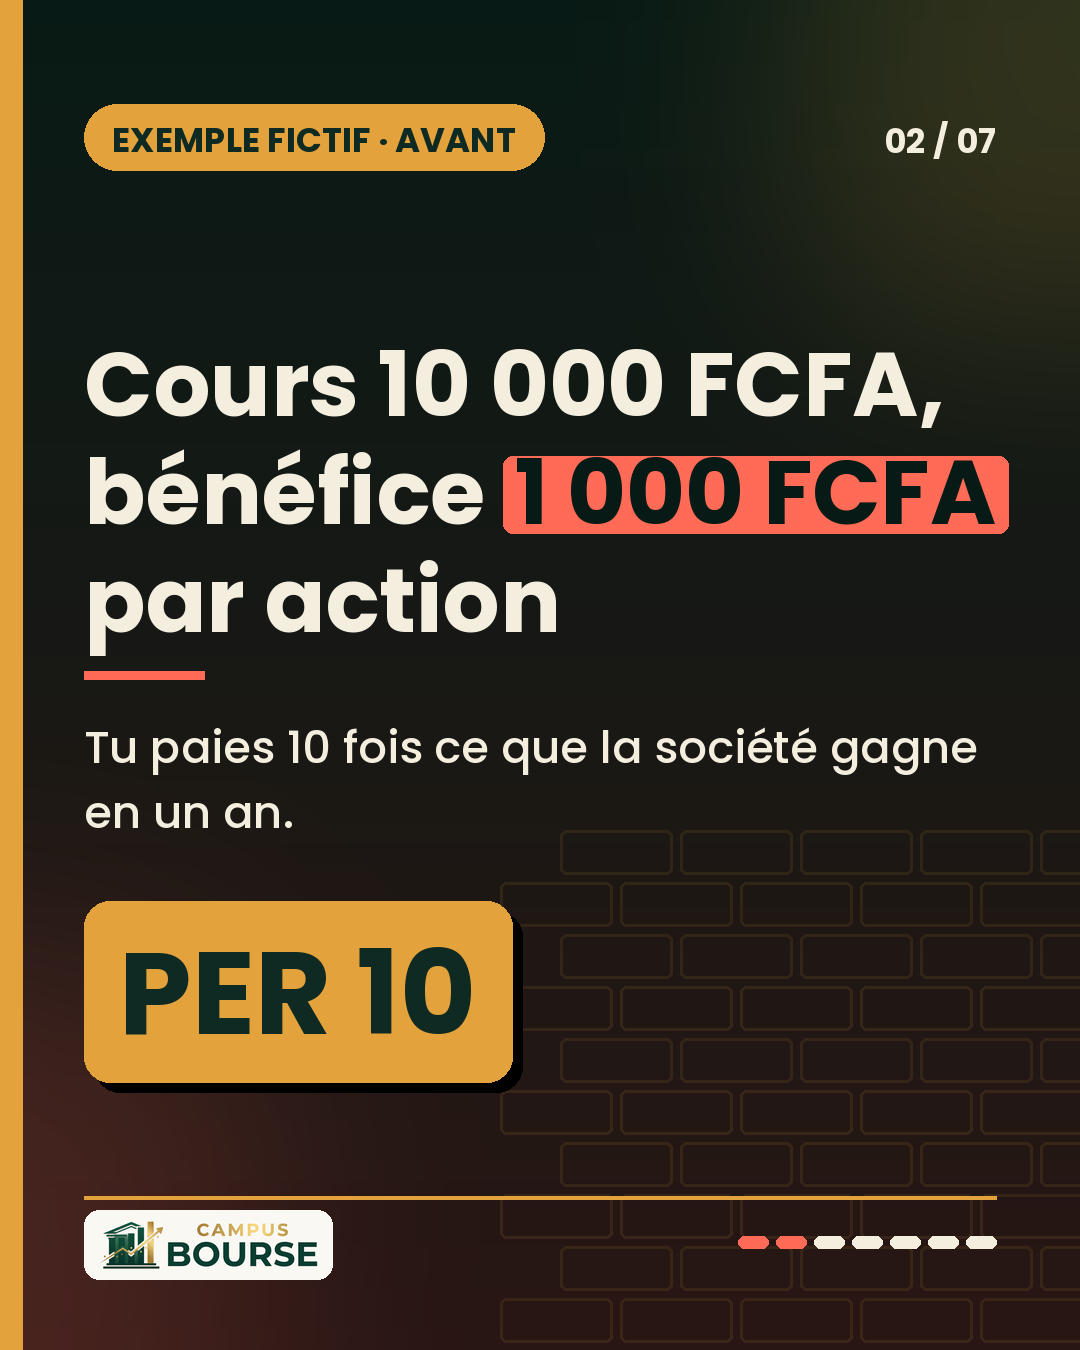 EXEMPLE FICTIF · AVANT
02 / 07
Cours 10 000 FCFA,
bénéfice 1 000 FCFA
par action
Tu paies 10 fois ce que la société gagne
en un an.
PER 10
CAMPUS
BOURSE